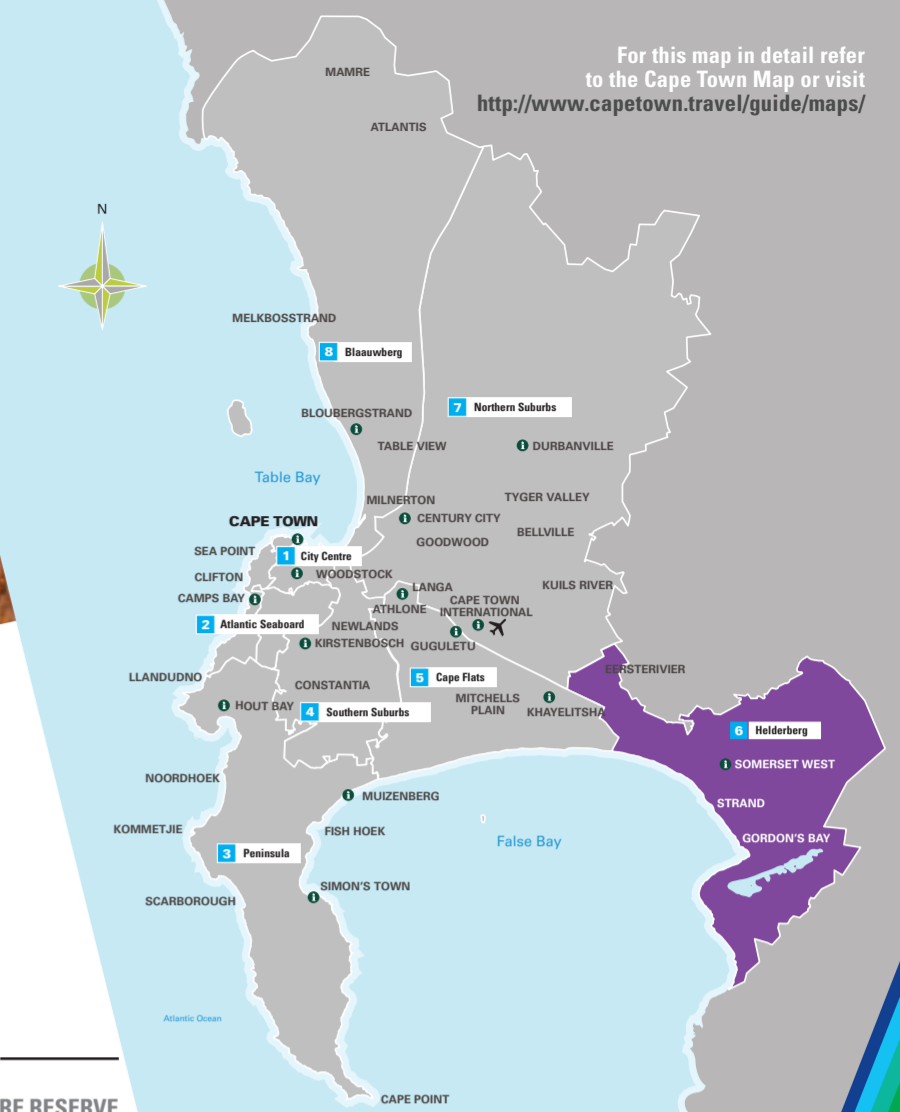 For this map in detail refer
to the Cape Town Map or visit
http://www.capetown.travel/guide/maps/
MAMRE
ATLANTIS
N
MELKBOSSTRAND
8 Blaauwberg
7 Northern Suburbs
BLOUBERGSTRAND
TABLE VIEW
DURBANVILLE
Table Bay
MILNERTON
TYGER VALLEY
CENTURY CITY
CAPE TOWN
BELLVILLE
GOODWOOD
SEA POINT
1 City Centre
WOODSTOCK
CLIFTON
LANGA
KUILS RIVER
CAMPS BAY
CAPE TOWN
INTERNATIONAL
ATHLONE
2 Atlantic Seaboard
NEWLANDS
KIRSTENBOSCH
GUGULETU
EERSTERIVIER
LLANDUDNO
5 Cape Flats
CONSTANTIA
MITCHELLS
PLAIN
HOUT BAY
4 Southern Suburbs
KHAYELITSHA
6 Helderberg
SOMERSET WEST
NOORDHOEK
MUIZENBERG
STRAND
KOMMETJIE
FISH HOEK
GORDON'S BAY
False Bay
3 Peninsula
SIMON'S TOWN
SCARBOROUGH
Atlantic Ocean
CAPE POINT
RE RESERVE